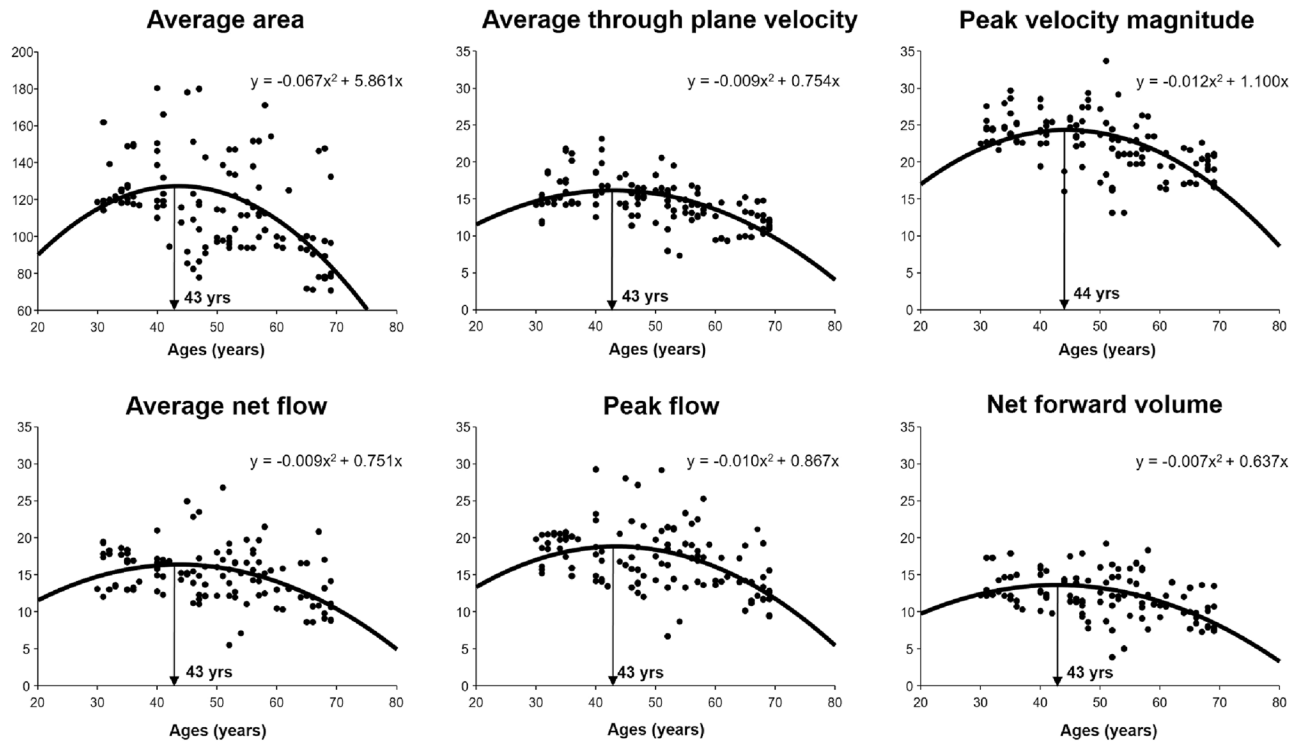 Average area
200
180
160
140
120
100
80
60
20 30 40 50 60 70 80
y = -0.067x² + 5.861x
43 yrs
Ages (years)
Average through plane velocity
35
30
25
20
15
10
5
0
20 30 40 50 60 70 80
y = -0.009x² + 0.754x
43 yrs
Ages (years)
Peak velocity magnitude
35
30
25
20
15
10
5
0
20 30 40 50 60 70 80
y = -0.012x² + 1.100x
44 yrs
Ages (years)
Average net flow
35
30
25
20
15
10
5
0
20 30 40 50 60 70 80
y = -0.009x² + 0.751x
43 yrs
Ages (years)
Peak flow
35
30
25
20
15
10
5
0
20 30 40 50 60 70 80
y = -0.010x² + 0.867x
43 yrs
Ages (years)
Net forward volume
35
30
25
20
15
10
5
0
20 30 40 50 60 70 80
y = -0.007x² + 0.637x
43 yrs
Ages (years)